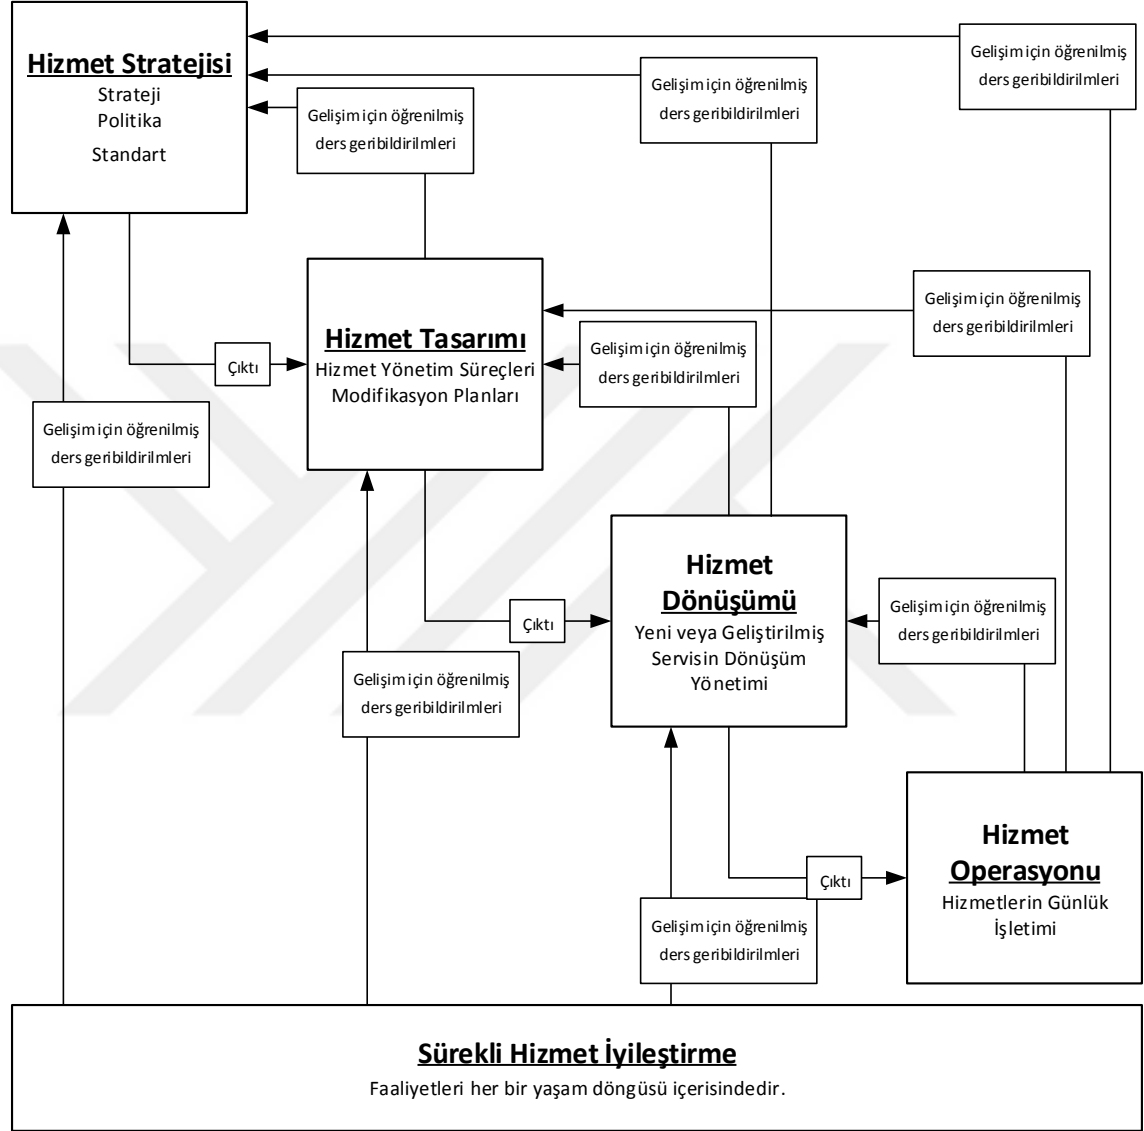 Hizmet Stratejisi
Strateji
Politika
Standart
Gelişim için öğrenilmiş
ders geribildirilmleri
Gelişim için öğrenilmiş
ders geribildirilmleri
Gelişim için öğrenilmiş
ders geribildirilmleri
Hizmet Tasarımı
Hizmet Yönetim Süreçleri
Modifikasyon Planları
Çıktı
Gelişim için öğrenilmiş
ders geribildirilmleri
Gelişim için öğrenilmiş
ders geribildirilmleri
Gelişim için öğrenilmiş
ders geribildirilmleri
Hizmet
Dönüşümü
Yeni veya Geliştirilmiş
Servisin Dönüşüm
Yönetimi
Çıktı
Gelişim için öğrenilmiş
ders geribildirilmleri
Gelişim için öğrenilmiş
ders geribildirilmleri
Hizmet
Operasyonu
Hizmetlerin Günlük
İşletimi
Çıktı
Gelişim için öğrenilmiş
ders geribildirilmleri
Sürekli Hizmet İyileştirme
Faaliyetleri her bir yaşam döngüsü içerisindedir.